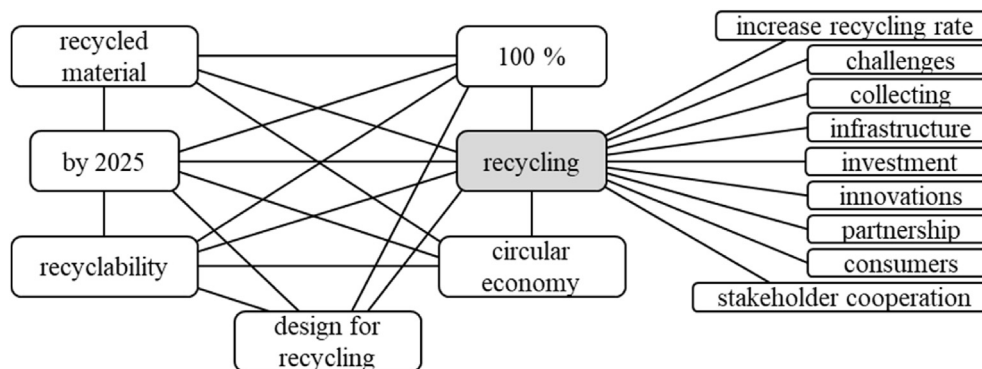 recycled
material
by 2025
recyclability
design for
recycling
100 %
recycling
circular
economy
increase recycling rate
challenges
collecting
infrastructure
investment
innovations
partnership
consumers
stakeholder cooperation